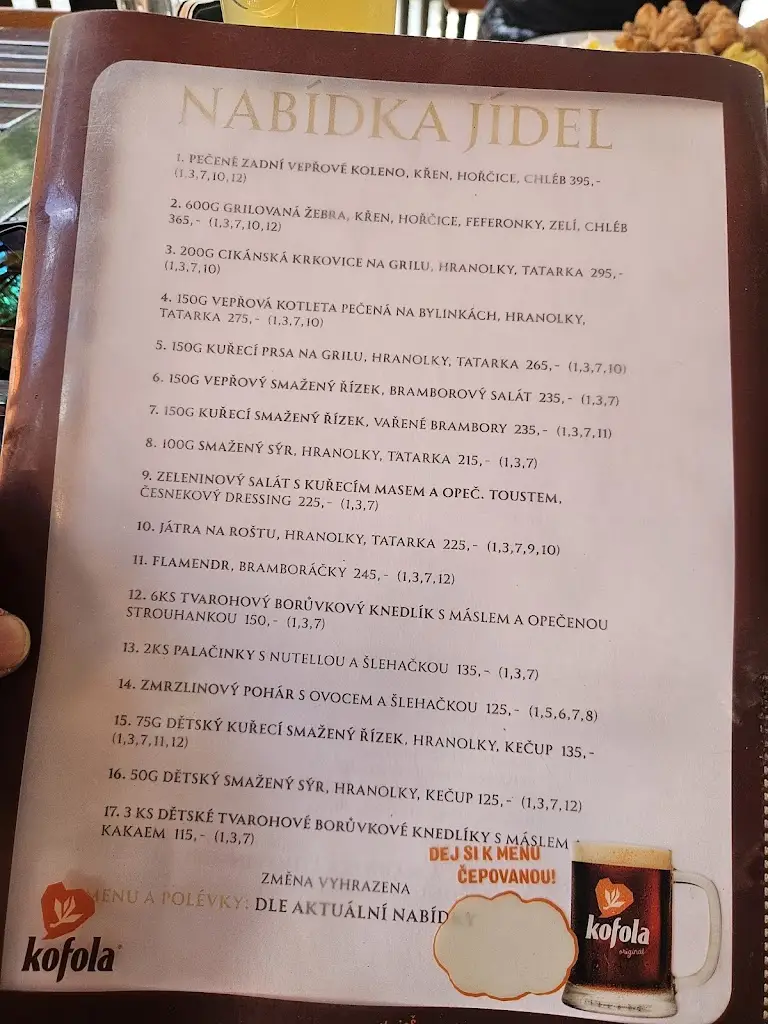 NABÍDKA JÍDEL
1. PEČENÉ ZADNÍ VEPŘOVÉ KOLENO, KŘEN, HOŘČICE, CHLÉB 395,-
(1,3,7,10,12)
2. 600G GRILOVANÁ ŽEBRA, KŘEN, HOŘČICE, FEFERONKY, ZELÍ, CHLÉB
365,- (1,3,7,10,12)
3. 200G CIKÁNSKÁ KRKOVICE NA GRILU, HRANOLKY, TATARKA 295,-
(1,3,7,10)
4. 150G VEPŘOVÁ KOTLETA PEČENÁ NA BYLINKÁCH, HRANOLKY,
TATARKA 275,- (1,3,7,10)
5. 150G KUŘECÍ PRSA NA GRILU, HRANOLKY, TATARKA 265,- (1,3,7,10)
6. 150G VEPŘOVÝ SMAŽENÝ ŘÍZEK, BRAMBOROVÝ SALÁT 235,- (1,3,7)
7. 150G KUŘECÍ SMAŽENÝ ŘÍZEK, VAŘENÉ BRAMBORY 235,- (1,3,7,11)
8. 100G SMAŽENÝ SÝR, HRANOLKY, TATARKA 215,- (1,3,7)
9. ZELENINOVÝ SALÁT S KUŘECÍM MASEM A OPEČ. TOUSTEM,
ČESNEKOVÝ DRESSING 225,- (1,3,7)
10. JÁTRA NA ROŠTU, HRANOLKY, TATARKA 225,- (1,3,7,9,10)
11. FLAMENDR, BRAMBORÁČKY 245,- (1,3,7,12)
12. 6KS TVAROHOVÝ BORŮVKOVÝ KNEDLÍK S MÁSLEM A OPEČENOU
STROUHANKOU 150,- (1,3,7)
13. 2KS PALAČINKY S NUTELLOU A ŠLEHAČKOU 135,- (1,3,7)
14. ZMRZLINOVÝ POHÁR S OVOCEM A ŠLEHAČKOU 125,- (1,5,6,7,8)
15. 75G DĚTSKÝ KUŘECÍ SMAŽENÝ ŘÍZEK, HRANOLKY, KEČUP 135,-
(1,3,7,11,12)
16. 50G DĚTSKÝ SMAŽENÝ SÝR, HRANOLKY, KEČUP 125,- (1,3,7,12)
17. 3 KS DĚTSKÉ TVAROHOVÉ BORŮVKOVÉ KNEDLÍKY S MÁSLEM
KAKAEM 115,- (1,3,7)
DEJ SI K MENU
ČEPOVANOU!
ZMĚNA VYHRAZENA
MENU A POLÉVKY: DLE AKTUÁLNÍ NABÍDKY
kofola
kofola
original